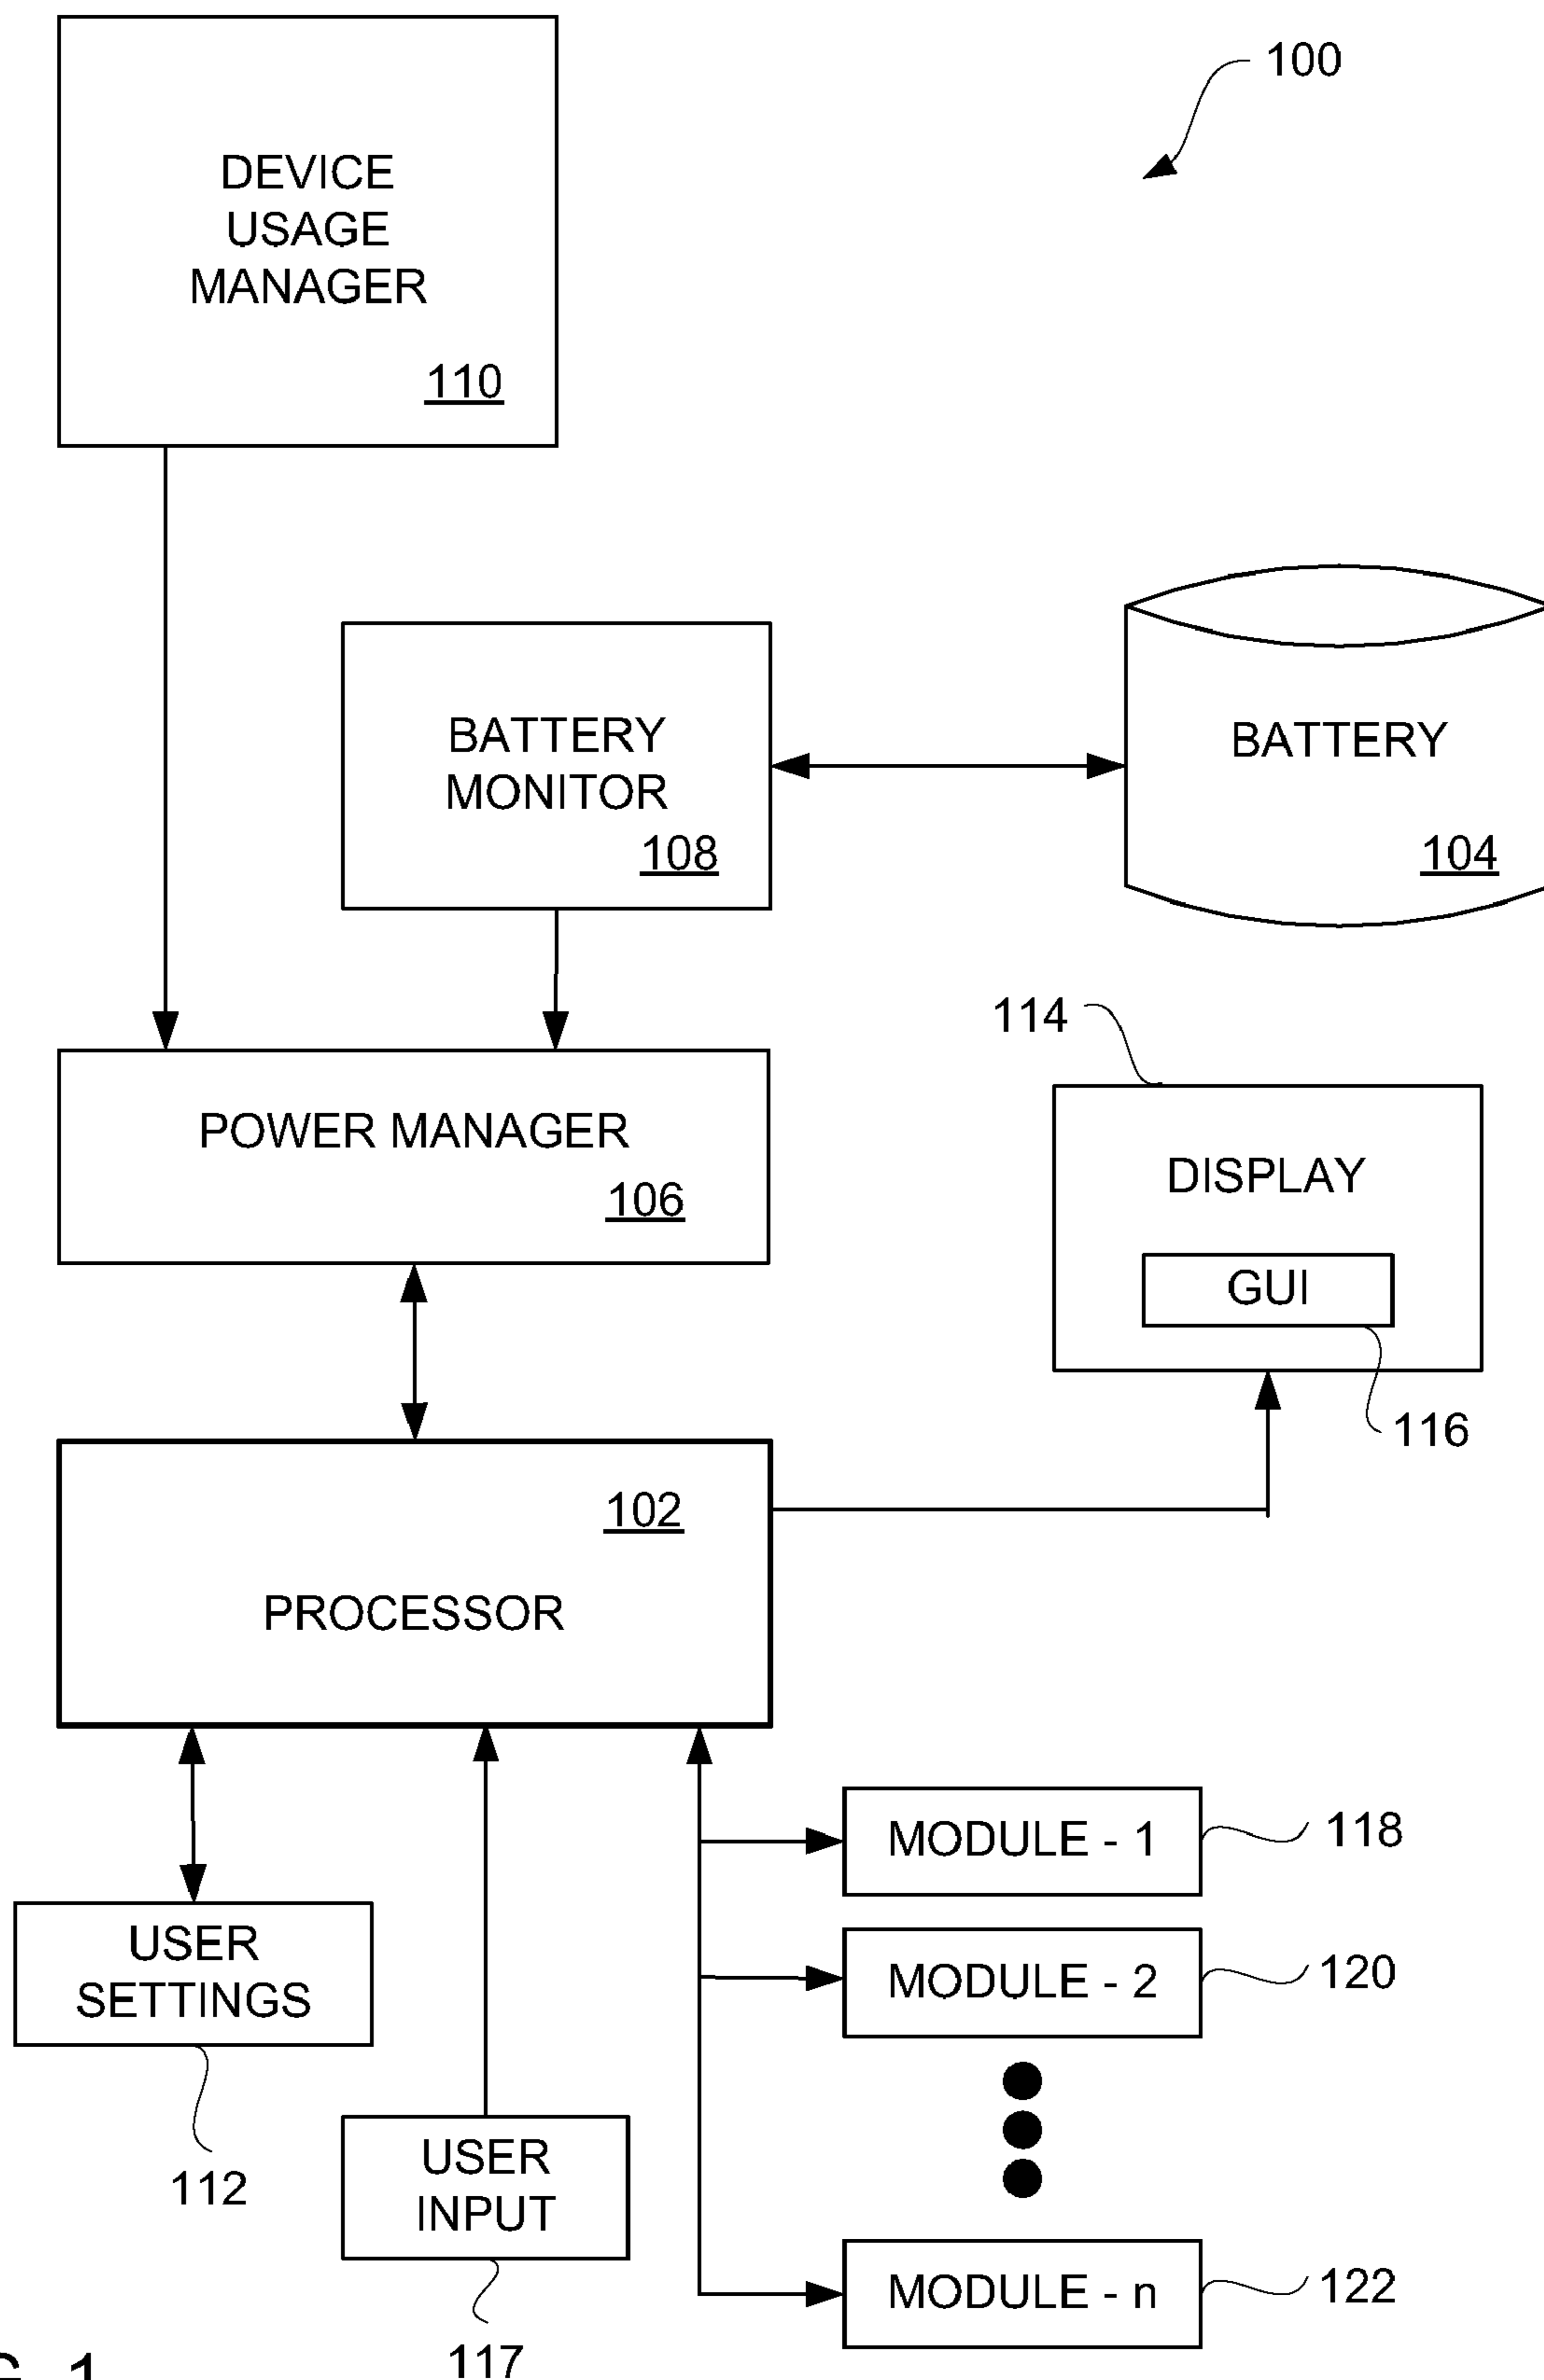 100
DEVICE
USAGE
MANAGER
110
BATTERY
MONITOR
108
BATTERY
104
114
POWER MANAGER
106
DISPLAY
GUI
116
102
PROCESSOR
MODULE - 1
118
USER
SETTINGS
MODULE - 2
120
112
USER
INPUT
MODULE - n
122
117
1